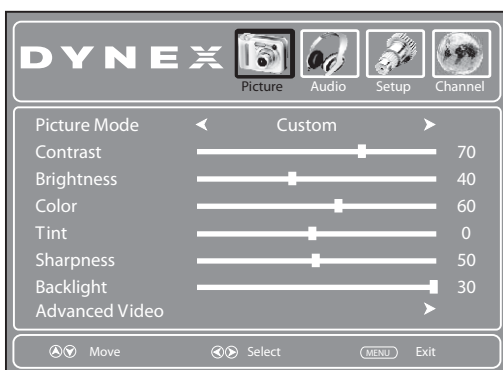 DYNEX
Picture Audio Setup Channel
Picture Mode Custom
Contrast 70
Brightness 40
Color 60
Tint 0
Sharpness 50
Backlight 30
Advanced Video
Move Select MENU Exit